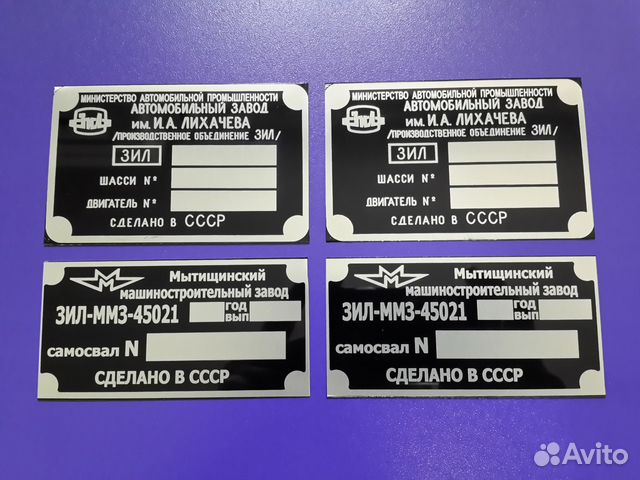 МИНИСТЕРСТВО АВТОМОБИЛЬНОЙ ПРОМЫШЛЕННОСТИ
АВТОМОБИЛЬНЫЙ ЗАВОД
ЗИЛ
ИМ. И.А. ЛИХАЧЕВА
/ПРОИЗВОДСТВЕННОЕ ОБЪЕДИНЕНИЕ ЗИЛ/
ЗИЛ
ШАССИ №
ДВИГАТЕЛЬ №
СДЕЛАНО В СССР
МИНИСТЕРСТВО АВТОМОБИЛЬНОЙ ПРОМЫШЛЕННОСТИ
АВТОМОБИЛЬНЫЙ ЗАВОД
ЗИЛ
ИМ. И.А. ЛИХАЧЕВА
/ПРОИЗВОДСТВЕННОЕ ОБЪЕДИНЕНИЕ ЗИЛ/
ЗИЛ
ШАССИ №
ДВИГАТЕЛЬ №
СДЕЛАНО В СССР
Мытищинский
машиностроительный завод
ЗИЛ-ММЗ-45021 год
вып
самосвал N
СДЕЛАНО В СССР
Мытищинский
машиностроительный завод
ЗИЛ-ММЗ-45021 год
вып
самосвал N
СДЕЛАНО В СССР
Avito